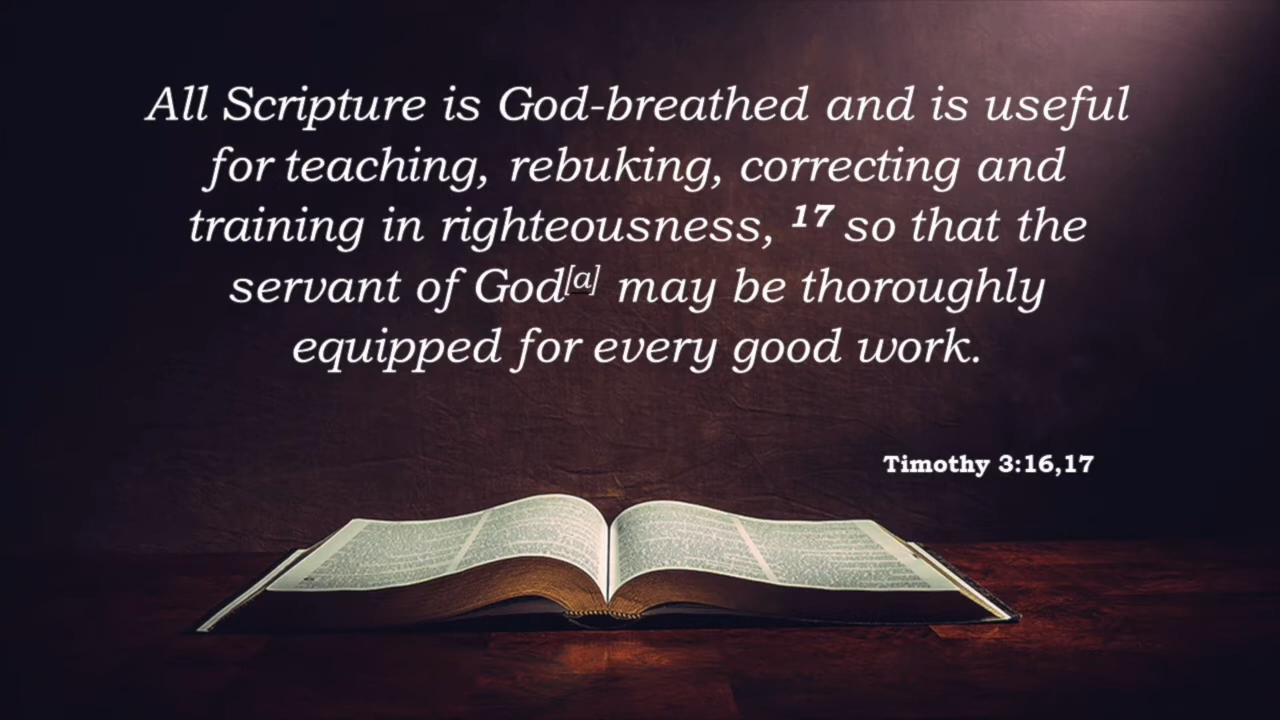 All Scripture is God-breathed and is useful
for teaching, rebuking, correcting and
training in righteousness, 17 so that the
servant of God[a] may be thoroughly
equipped for every good work.
Timothy 3:16,17